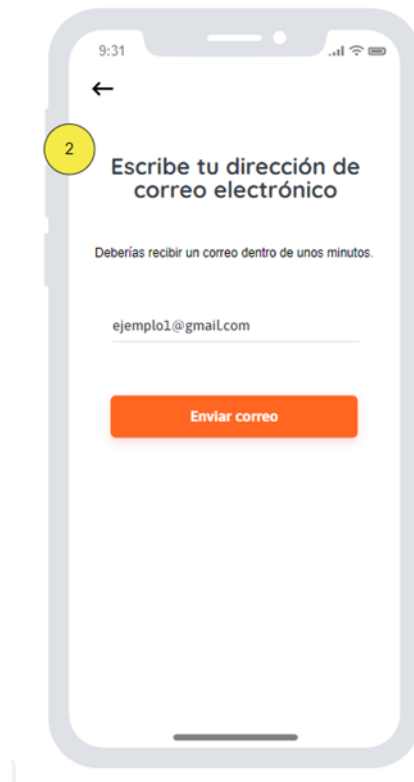 9:31
2
Escribe tu dirección de
correo electrónico
Deberías recibir un correo dentro de unos minutos.
ejemplo1@gmail.com
Enviar correo